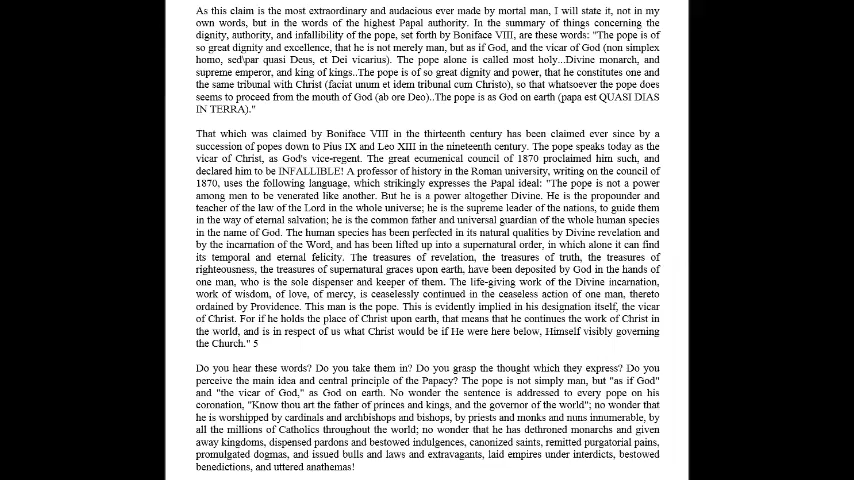 As this claim is the most extraordinary and audacious ever made by mortal man, I will state it, not in my
own words, but in the words of the highest Papal authority. In the summary of things concerning the
dignity, authority, and infallibility of the pope, set forth by Boniface VIII, are these words: "The pope is of
so great dignity and excellence, that he is not merely man, but as if God, and the vicar of God (non simplex
homo, sed\par quasi Deus, et Dei vicarius). The pope alone is called most holy...Divine monarch, and
supreme emperor, and king of kings..The pope is of so great dignity and power, that he constitutes one and
the same tribunal with Christ (faciat unum et idem tribunal cum Christo), so that whatsoever the pope does
seems to proceed from the mouth of God (ab ore Deo)..The pope is as God on earth (papa est QUASI DIAS
IN TERRA)."
That which was claimed by Boniface VIII in the thirteenth century has been claimed ever since by a
succession of popes down to Pius IX and Leo XIII in the nineteenth century. The pope speaks today as the
vicar of Christ, as God's vice-regent. The great ecumenical council of 1870 proclaimed him such, and
declared him to be INFALLIBLE! A professor of history in the Roman university, writing on the council of
1870, uses the following language, which strikingly expresses the Papal ideal: "The pope is not a power
among men to be venerated like another. But he is a power altogether Divine. He is the propounder and
teacher of the law of the Lord in the whole universe; he is the supreme leader of the nations, to guide them
in the way of eternal salvation; he is the common father and universal guardian of the whole human species
in the name of God. The human species has been perfected in its natural qualities by Divine revelation and
by the incarnation of the Word, and has been lifted up into a supernatural order, in which alone it can find
its temporal and eternal felicity. The treasures of revelation, the treasures of truth, the treasures of
righteousness, the treasures of supernatural graces upon earth, have been deposited by God in the hands of
one man, who is the sole dispenser and keeper of them. The life-giving work of the Divine incarnation,
work of wisdom, of love, of mercy, is ceaselessly continued in the ceaseless action of one man, thereto
ordained by Providence. This man is the pope. This is evidently implied in his designation itself, the vicar
of Christ. For if he holds the place of Christ upon earth, that means that he continues the work of Christ in
the world, and is in respect of us what Christ would be if He were here below, Himself visibly governing
the Church." 5
Do you hear these words? Do you take them in? Do you grasp the thought which they express? Do you
perceive the main idea and central principle of the Papacy? The pope is not simply man, but "as if God"
and "the vicar of God," as God on earth. No wonder the sentence is addressed to every pope on his
coronation, "Know thou art the father of princes and kings, and the governor of the world"; no wonder that
he is worshipped by cardinals and archbishops and bishops, by priests and monks and nuns innumerable, by
all the millions of Catholics throughout the world; no wonder that he has dethroned monarchs and given
away kingdoms, dispensed pardons and bestowed indulgences, canonized saints, remitted purgatorial pains,
promulgated dogmas, and issued bulls and laws and extravagants, laid empires under interdicts, bestowed
benedictions, and uttered anathemas!